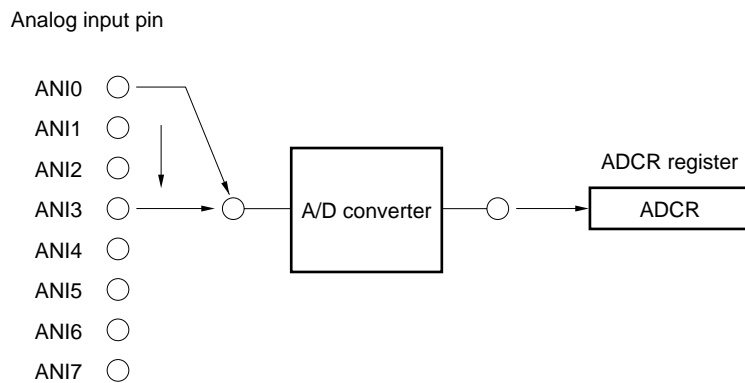 Analog input pin
ANI0
ANI1
ANI2
ANI3
ANI4
ANI5
ANI6
ANI7
A/D converter
ADCR register
ADCR